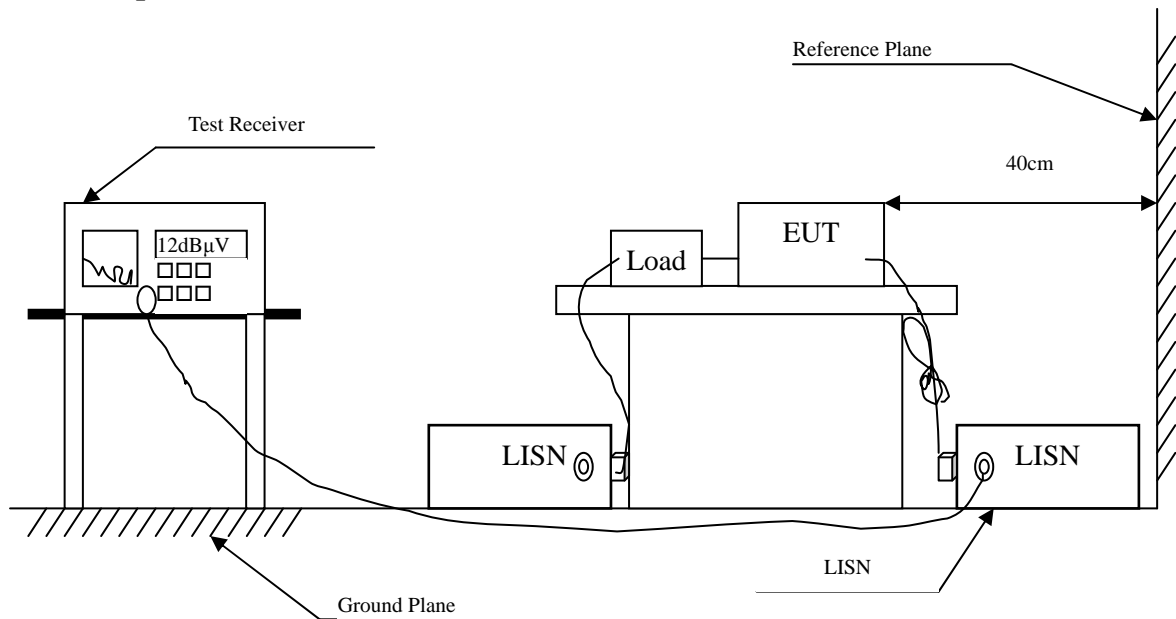 Reference Plane
Test Receiver
40cm
12dBµV
EUT
Load
LISN
LISN
LISN
Ground Plane